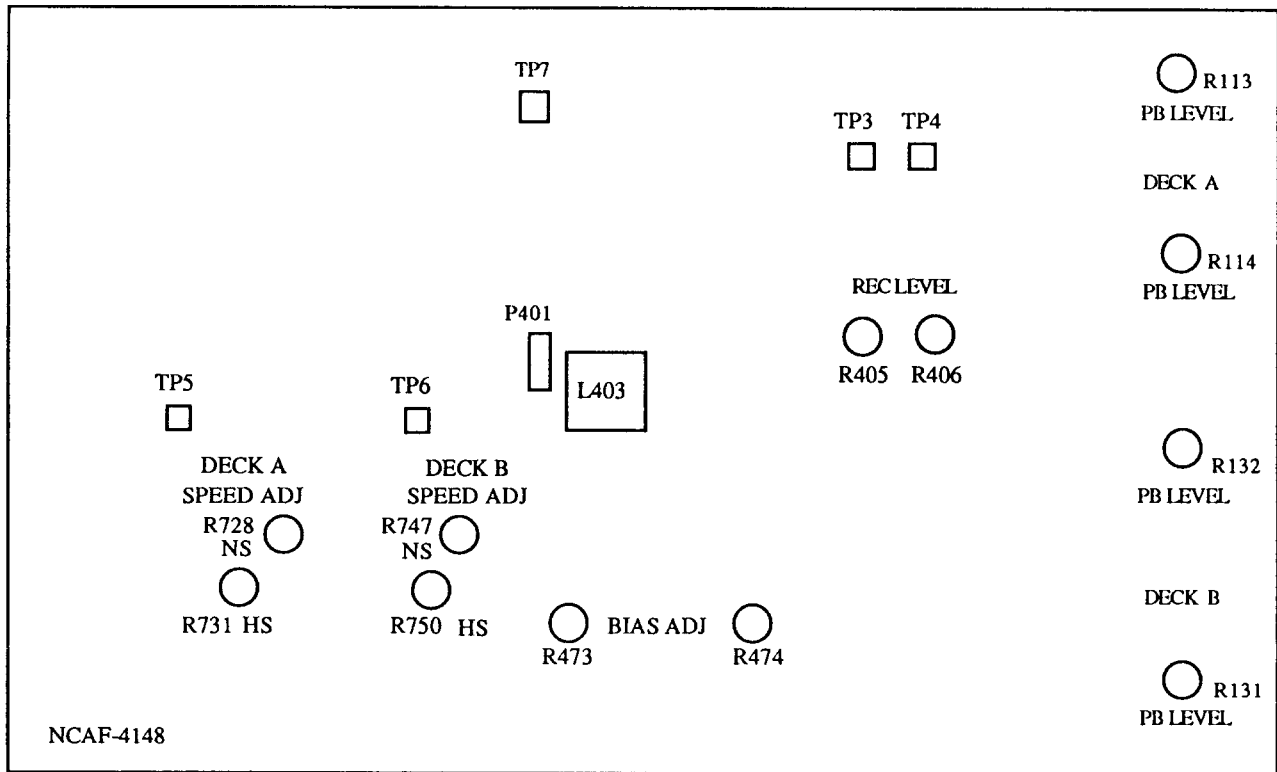 TP7
R113
PB LEVEL
TP3 TP4
DECK A
R114
PB LEVEL
REC LEVEL
P401
R405 R406
L403
TP5
TP6
DECK A
SPEED ADJ
R728
NS
R731 HS
DECK B
SPEED ADJ
R747
NS
R750 HS
BIAS ADJ
R473
R474
R132
PB LEVEL
DECK B
R131
PB LEVEL
NCAF-4148